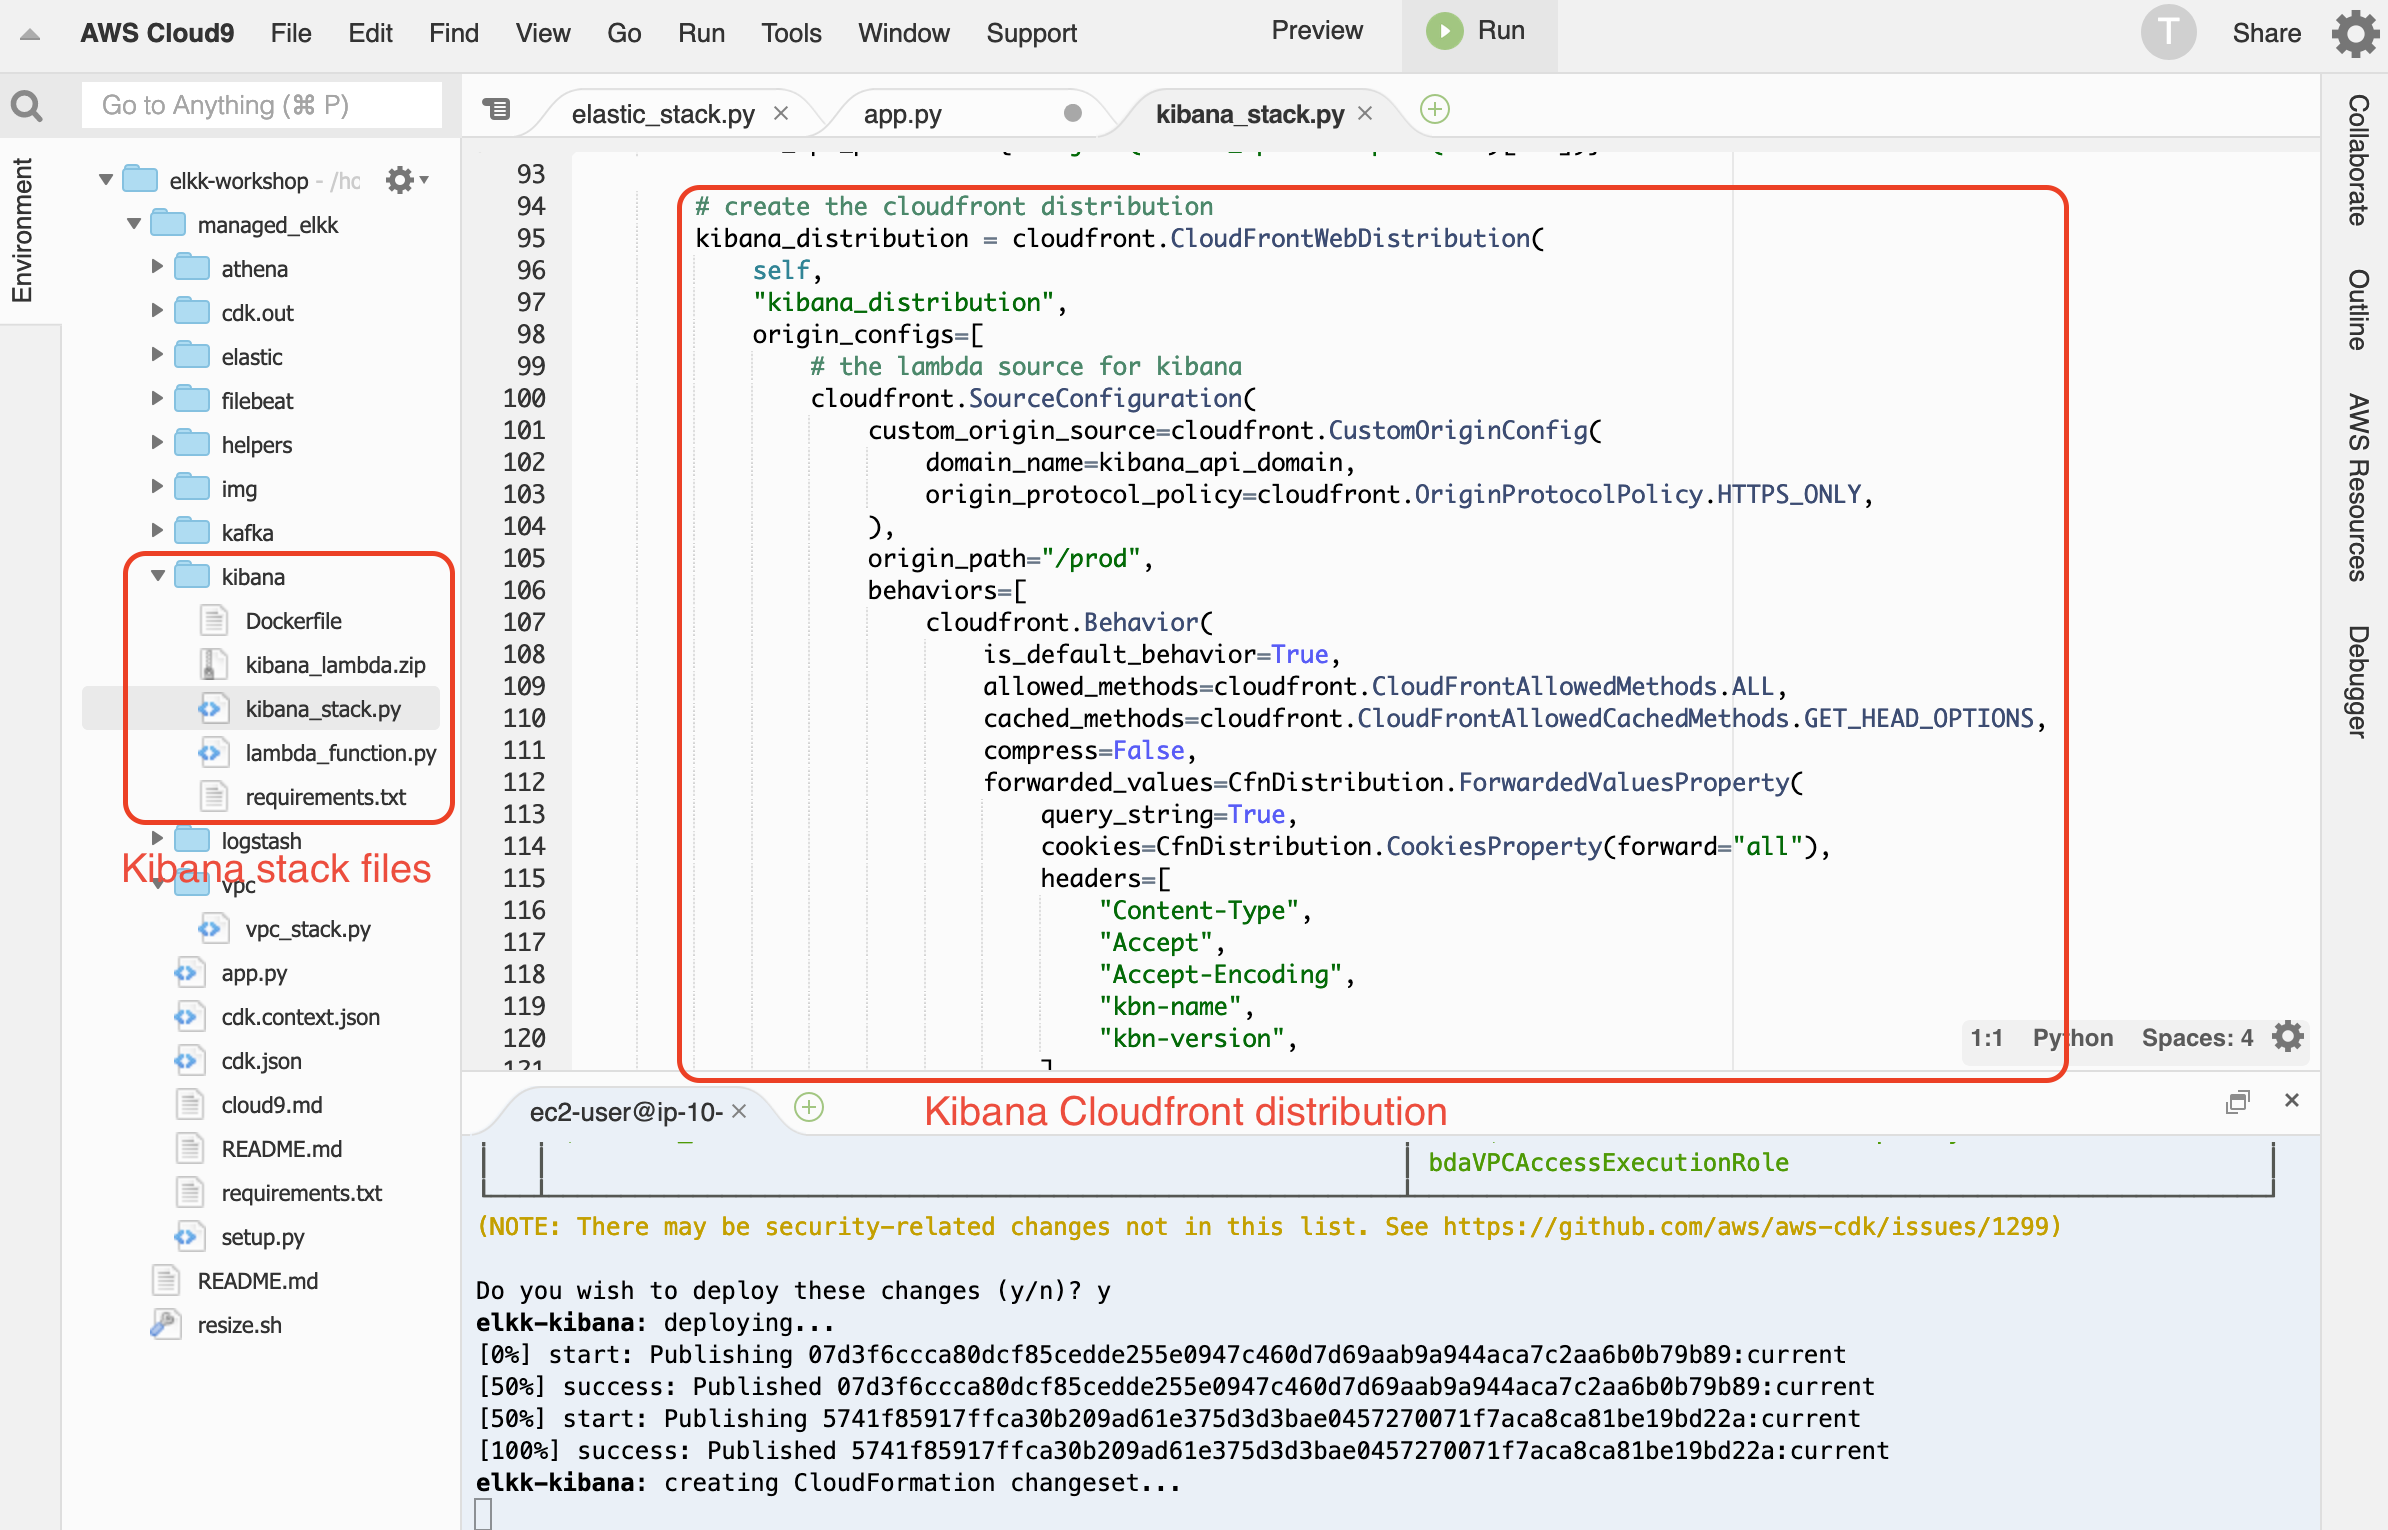 AWS Cloud9 File Edit Find View Go Run Tools Window Support Preview Run T Share
Go to Anything (⌘ P)
elastic_stack.py × app.py kibana_stack.py ×
Environment
elkk-workshop - /hc
managed_elkk
athena
cdk.out
elastic
filebeat
helpers
img
kafka
kibana
Dockerfile
kibana_lambda.zip
kibana_stack.py
lambda_function.py
requirements.txt
logstash
Kibana stack files
vpc
vpc_stack.py
app.py
cdk.context.json
cdk.json
cloud9.md
README.md
requirements.txt
setup.py
README.md
resize.sh
93
94 # create the cloudfront distribution
95 kibana_distribution = cloudfront.CloudFrontWebDistribution(
96 self,
97 "kibana_distribution",
98 origin_configs=[
99 # the lambda source for kibana
100 cloudfront.SourceConfiguration(
101 custom_origin_source=cloudfront.CustomOriginConfig(
102 domain_name=kibana_api_domain,
103 origin_protocol_policy=cloudfront.OriginProtocolPolicy.HTTPS_ONLY,
104 ),
105 origin_path="/prod",
106 behaviors=[
107 cloudfront.Behavior(
108 is_default_behavior=True,
109 allowed_methods=cloudfront.CloudFrontAllowedMethods.ALL,
110 cached_methods=cloudfront.CloudFrontAllowedCachedMethods.GET_HEAD_OPTIONS,
111 compress=False,
112 forwarded_values=CfnDistribution.ForwardedValuesProperty(
113 query_string=True,
114 cookies=CfnDistribution.CookiesProperty(forward="all"),
115 headers=[
116 "Content-Type",
117 "Accept",
118 "Accept-Encoding",
119 "kbn-name",
120 "kbn-version",
121 ]
1:1 Python Spaces: 4
Collaborate
Outline
AWS Resources
Debugger
ec2-user@ip-10- ×
Kibana Cloudfront distribution
bdaVPCAccessExecutionRole
(NOTE: There may be security-related changes not in this list. See https://github.com/aws/aws-cdk/issues/1299)
Do you wish to deploy these changes (y/n)? y
elkk-kibana: deploying...
[0%] start: Publishing 07d3f6ccca80dcf85cedde255e0947c460d7d69aab9a944aca7c2aa6b0b79b89:current
[50%] success: Published 07d3f6ccca80dcf85cedde255e0947c460d7d69aab9a944aca7c2aa6b0b79b89:current
[50%] start: Publishing 5741f85917ffca30b209ad61e375d3d3bae0457270071f7aca8ca81be19bd22a:current
[100%] success: Published 5741f85917ffca30b209ad61e375d3d3bae0457270071f7aca8ca81be19bd22a:current
elkk-kibana: creating CloudFormation changeset...